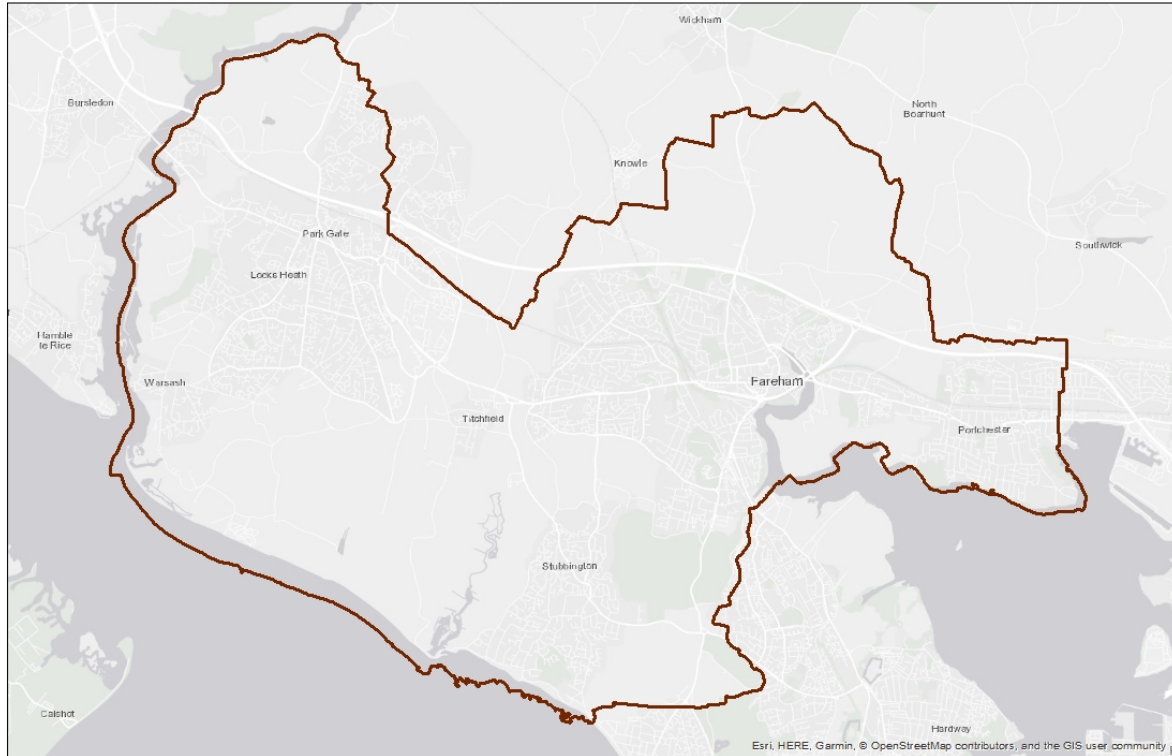 Wickham
Bursledon
North
Boarhunt
Knowle
Park Gate
Southwick
Locks Heath
Hamble
te Rice
Warsash
Fareham
Titchfield
Portchester
Stubbington
Calshot
Hardway
Esri, HERE, Garmin, © OpenStreetMap contributors, and the GIS user community